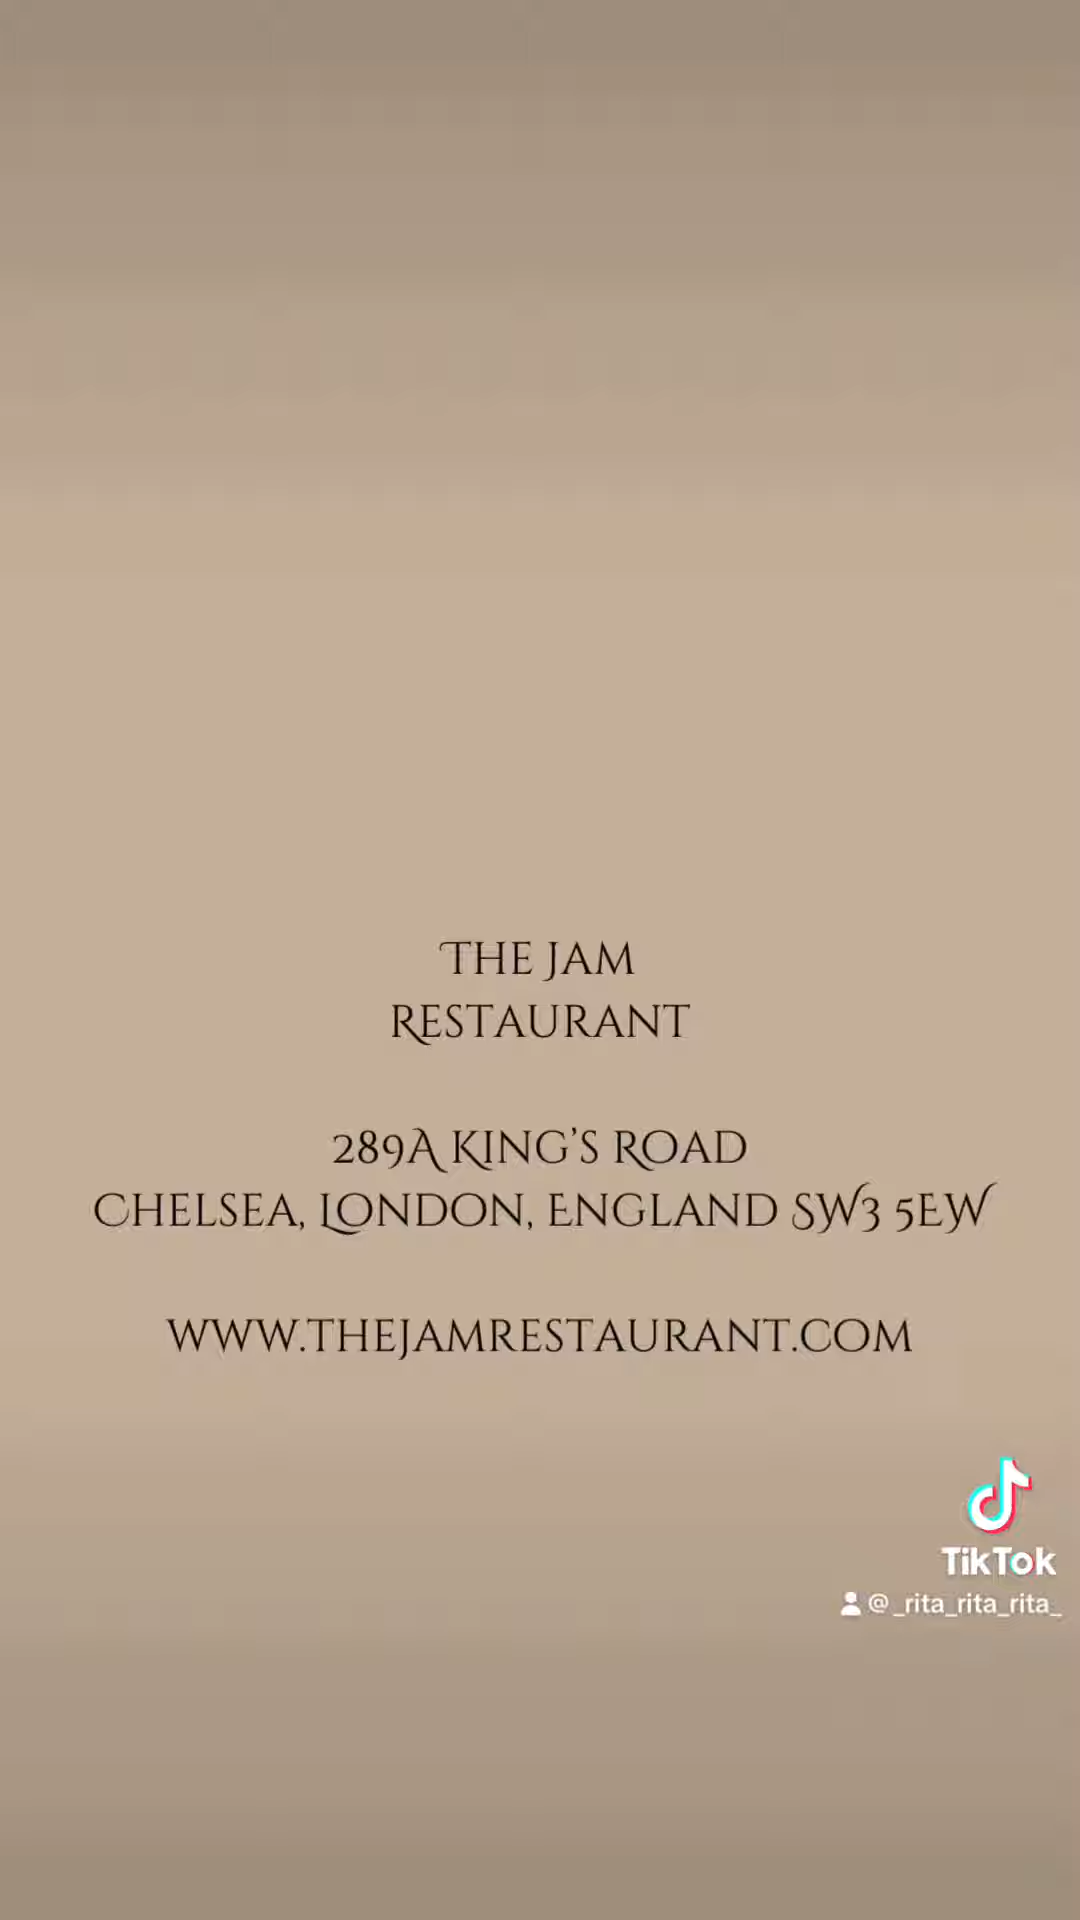 The Jam
Restaurant
289A King’s Road
Chelsea, London, England SW3 5EW
www.thejamrestaurant.com
TikTok
@_rita_rita_rita_